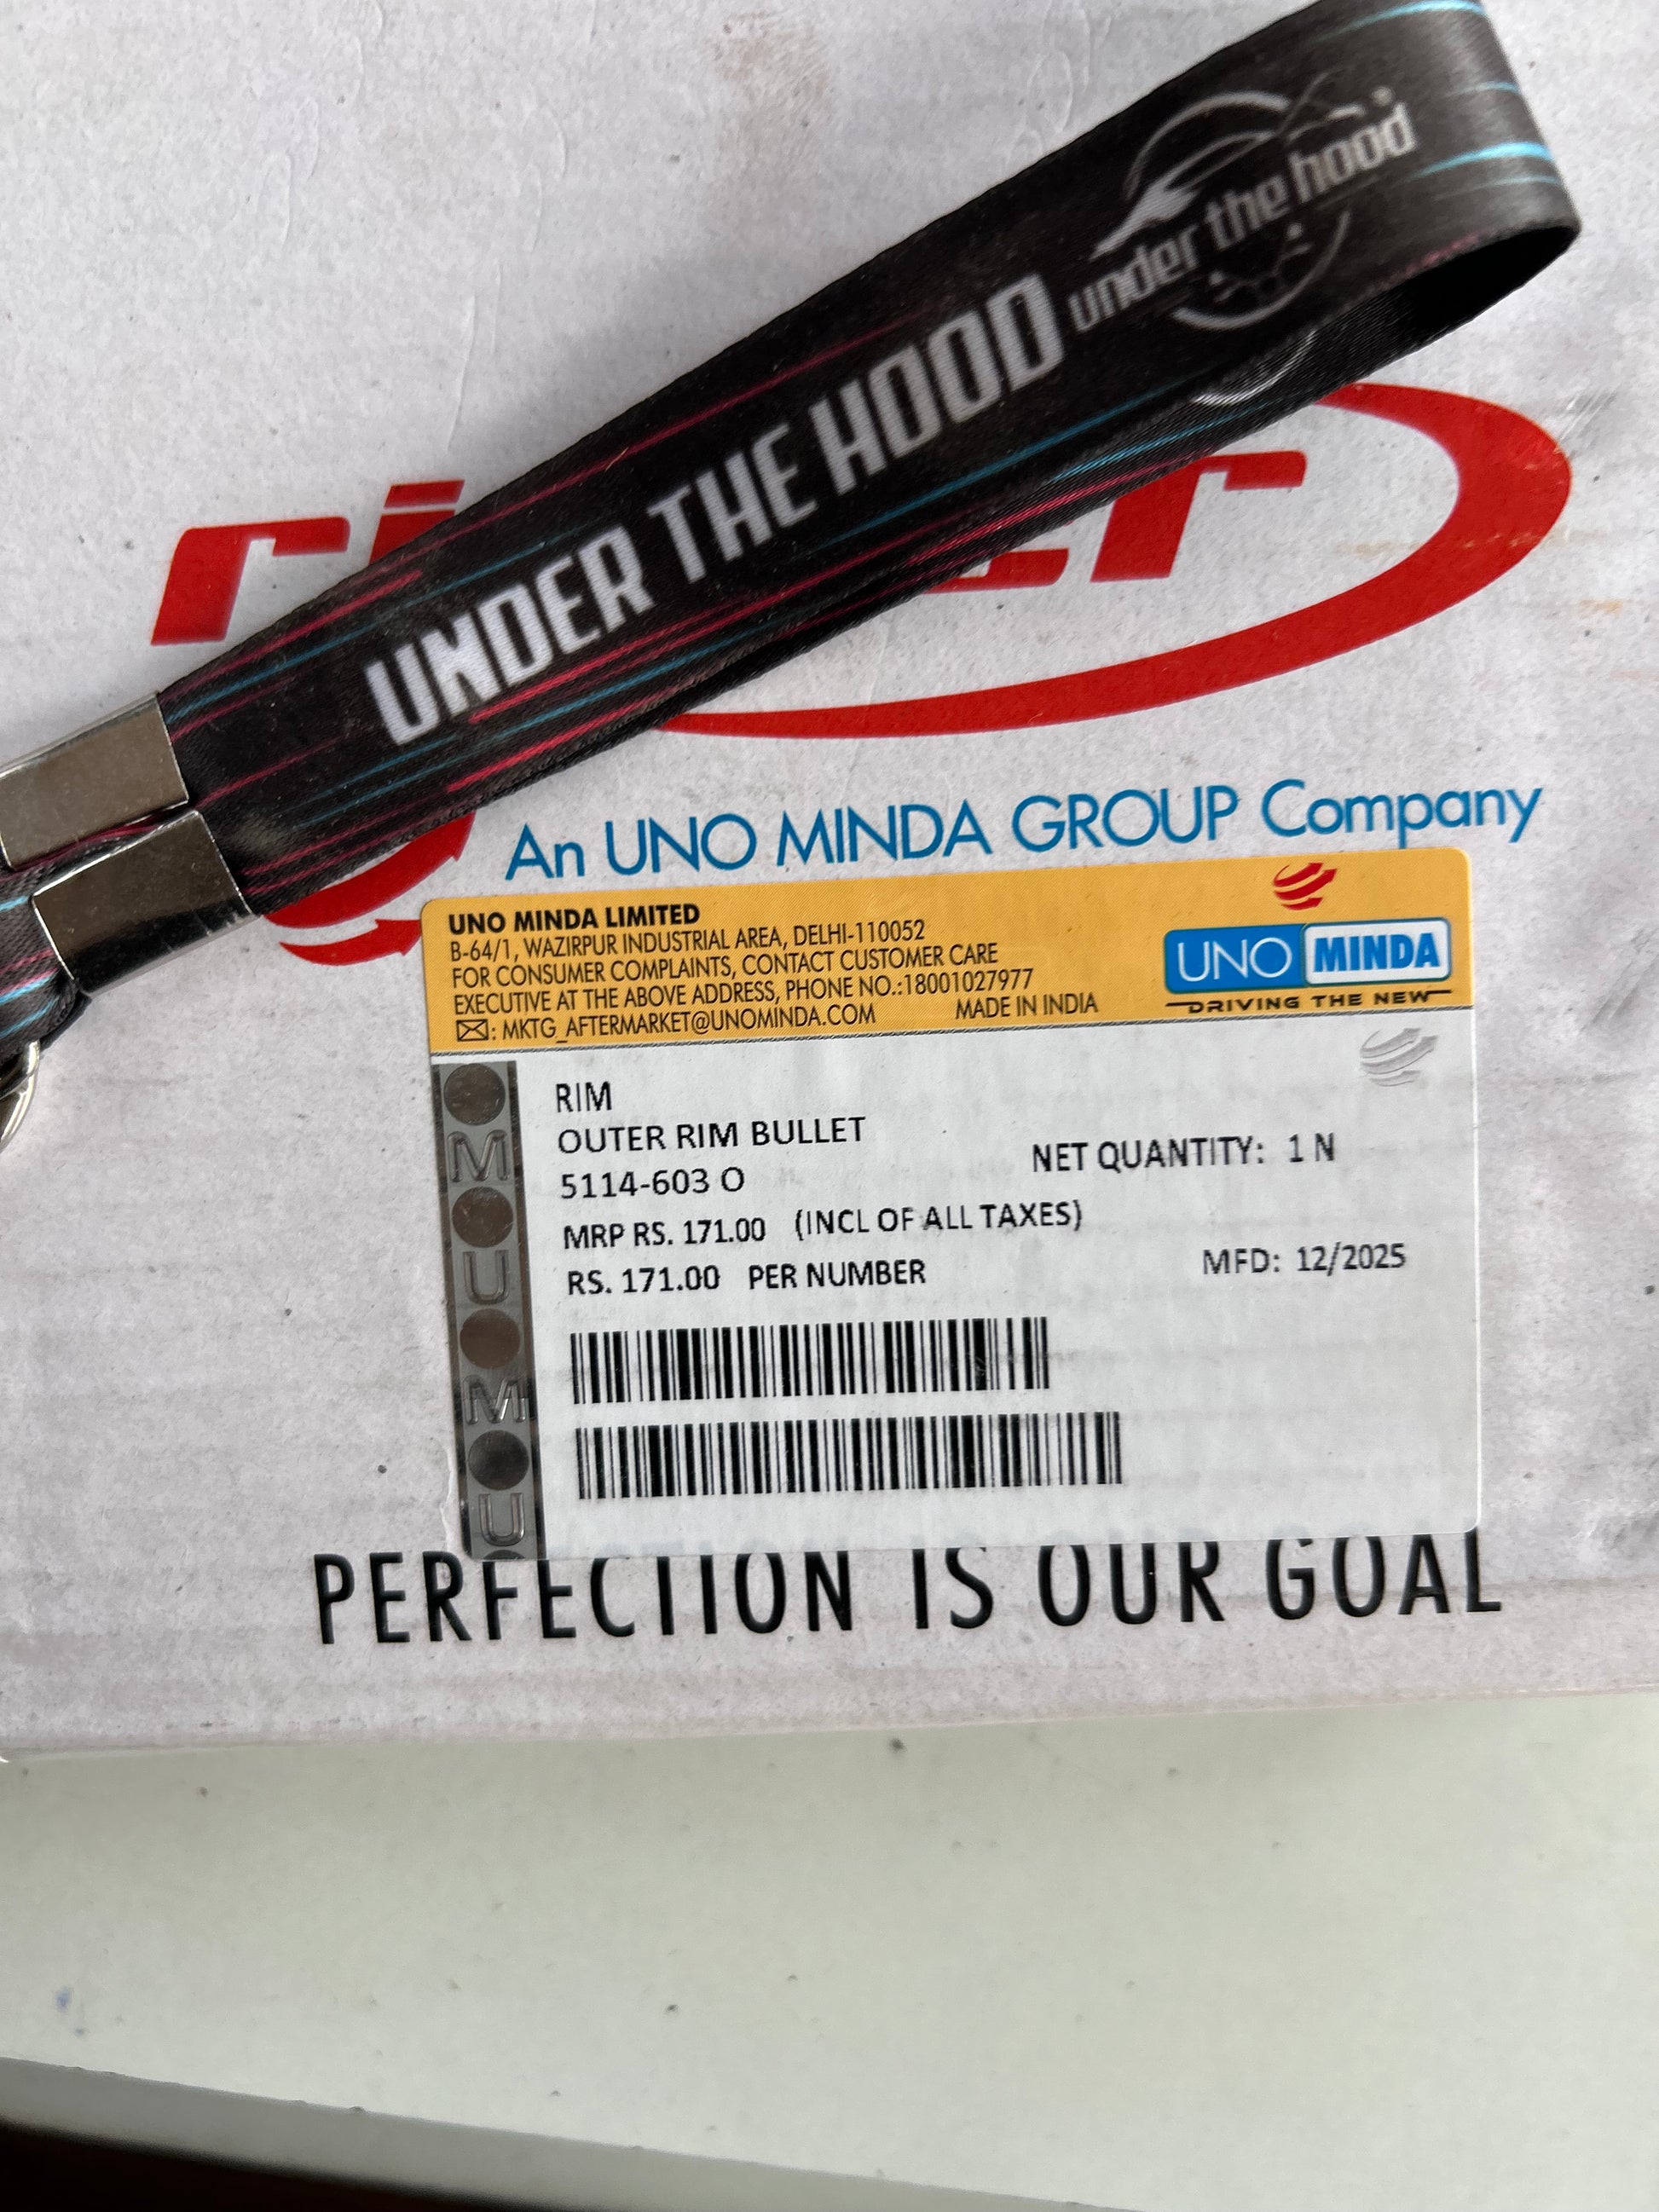 under the hood
UNDER THE HOOD
An UNO MINDA GROUP Company
UNO MINDA LIMITED
B-64/1, WAZIRPUR INDUSTRIAL AREA, DELHI-110052
FOR CONSUMER COMPLAINTS, CONTACT CUSTOMER CARE
EXECUTIVE AT THE ABOVE ADDRESS, PHONE NO.:18001027977
: MKTG_AFTERMARKET@UNOMINDA.COM MADE IN INDIA
UNO MINDA
DRIVING THE NEW
RIM
OUTER RIM BULLET
5114-603 O
NET QUANTITY: 1 N
MRP RS. 171.00 (INCL OF ALL TAXES)
RS. 171.00 PER NUMBER
MFD: 12/2025
M
U
M
U
PERFECTION IS OUR GOAL